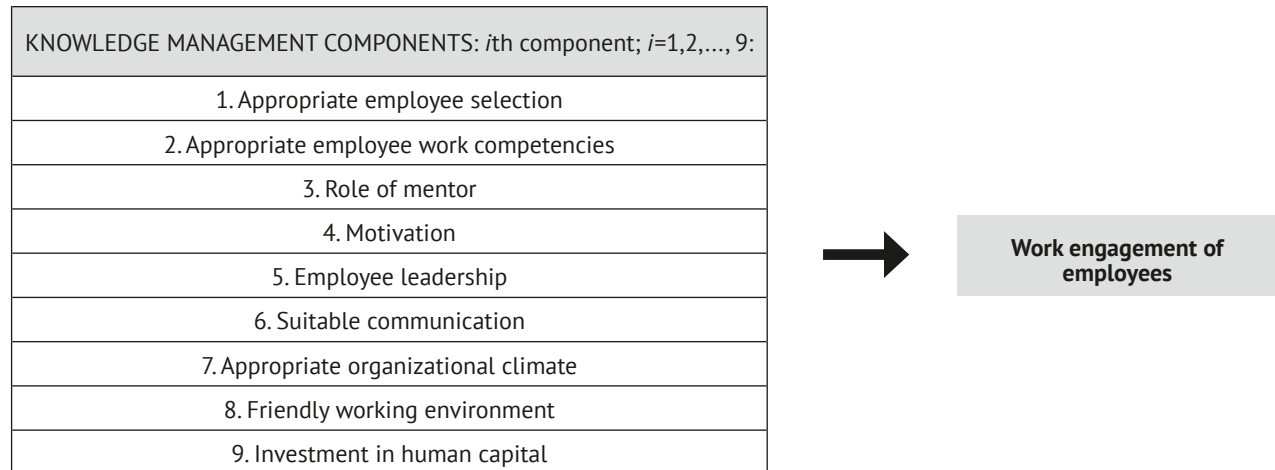 KNOWLEDGE MANAGEMENT COMPONENTS: ith component; i=1,2,..., 9:
1. Appropriate employee selection
2. Appropriate employee work competencies
3. Role of mentor
4. Motivation
5. Employee leadership
6. Suitable communication
7. Appropriate organizational climate
8. Friendly working environment
9. Investment in human capital
Work engagement of
employees